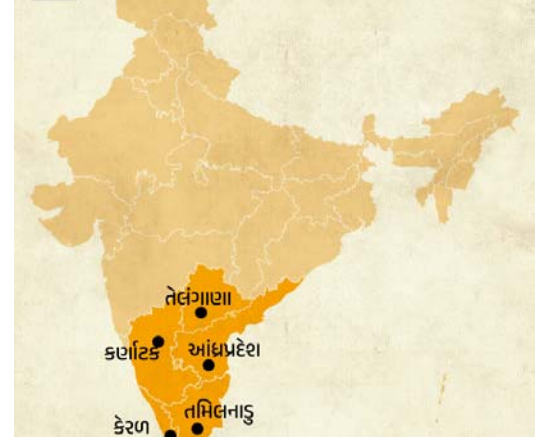 તેલંગાણા
કર્ણાટક
આંધ્રપ્રદેશ
તમિલનાડુ
કેરળ